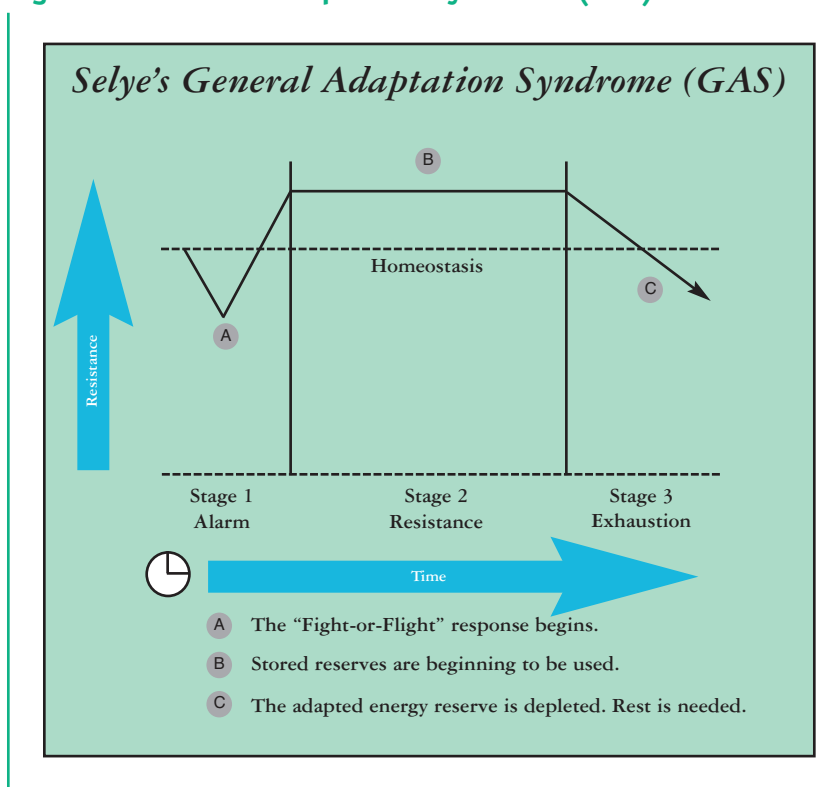 Selye's General Adaptation Syndrome (GAS)
B
Homeostasis
C
A
Resistance
Stage 1
Alarm
Stage 2
Resistance
Stage 3
Exhaustion
Time
A The “Fight-or-Flight” response begins.
B Stored reserves are beginning to be used.
C The adapted energy reserve is depleted. Rest is needed.